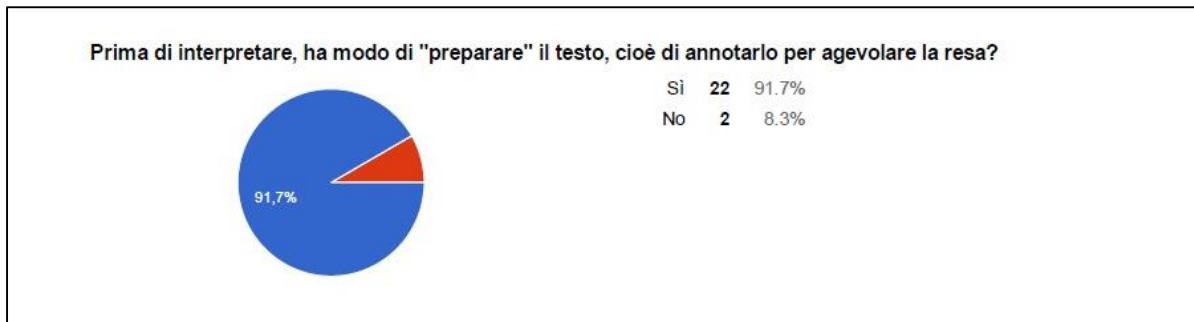 Prima di interpretare, ha modo di "preparare" il testo, cioè di annotarlo per agevolare la resa?
Sì 22 91.7%
No 2 8.3%
91,7%